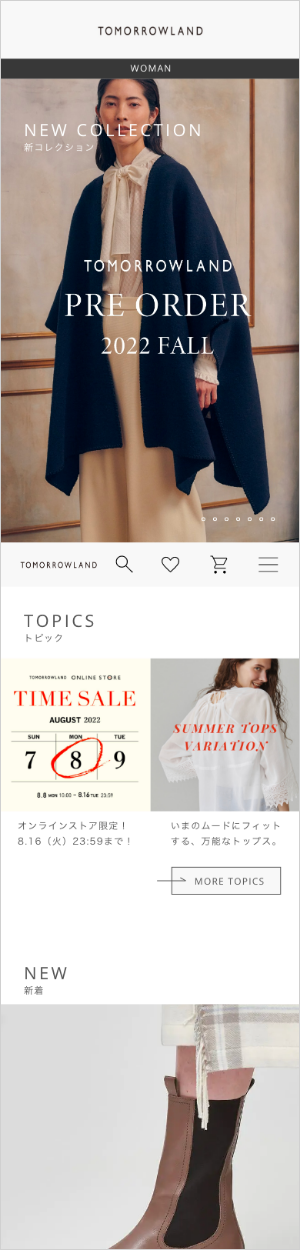 TOMORROWLAND
WOMAN
NEW COLLECTION
新コレクション
TOMORROWLAND
PRE ORDER
2022 FALL
TOMORROWLAND
TOPICS
トピック
TOMORROWLAND ONLINE STORE
TIME SALE
AUGUST 2022
SUN MON TUE
7 8 9
8.8 MON 10:00 - 8.16 TUE 23:59
SUMMER TOPS
VARIATION
オンラインストア限定！
8.16（火）23:59まで！
いまのムードにフィット
する、万能なトップス。
MORE TOPICS
NEW
新着